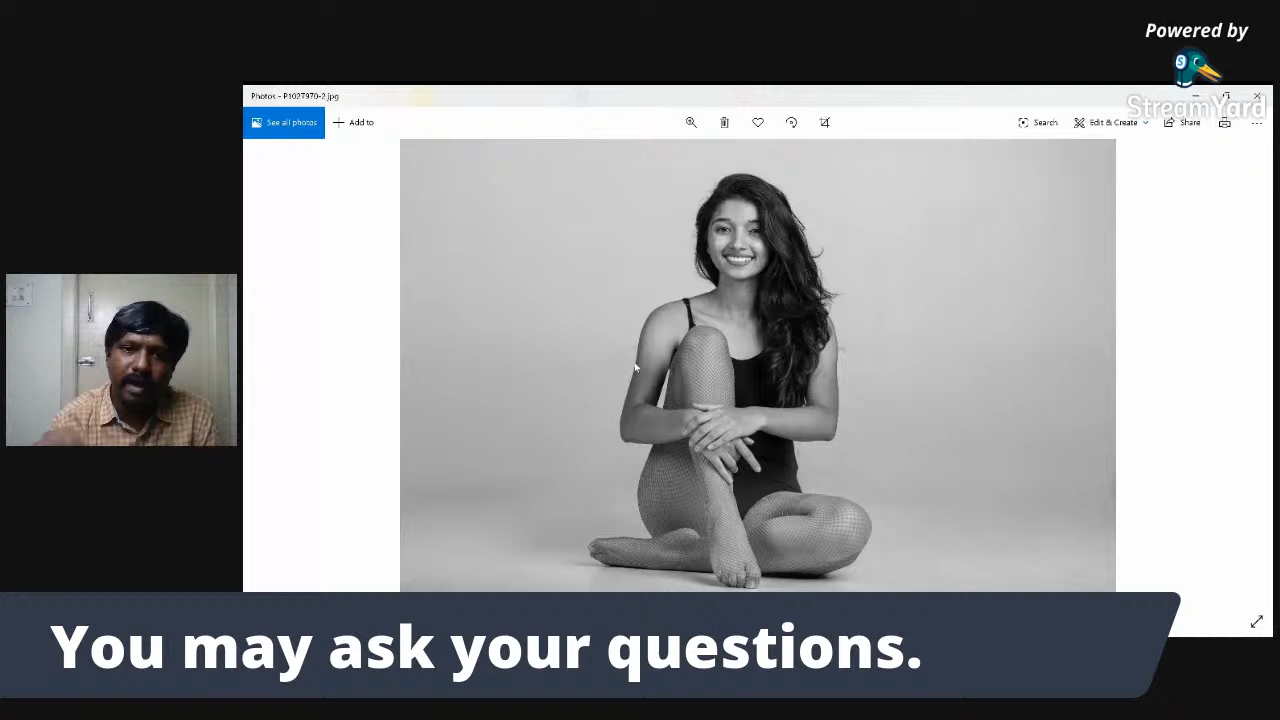 Powered by
StreamYard
Photos - P1027970-2.jpg
See all photos
Add to
Search
Edit & Create
Share
You may ask your questions.